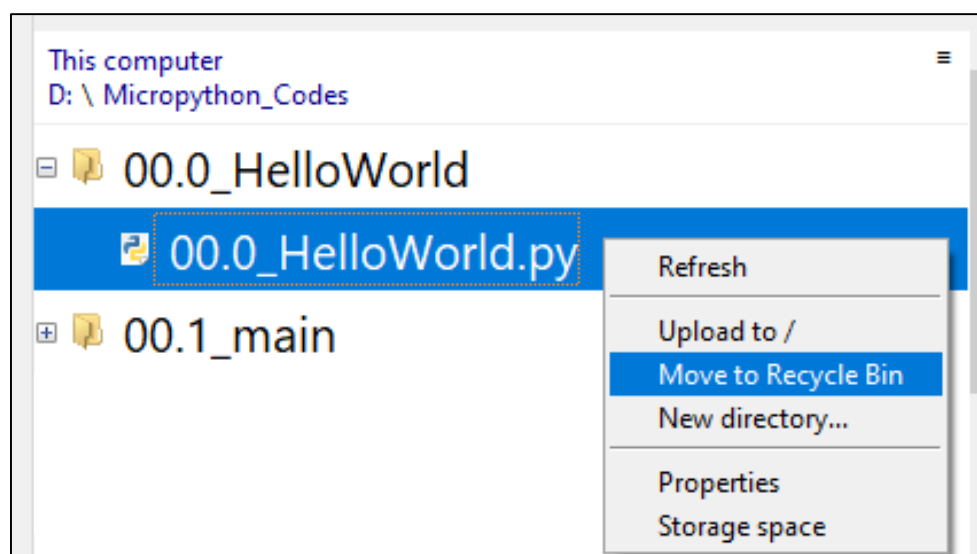 This computer
D: \ Micropython_Codes
00.0_HelloWorld
00.0_HelloWorld.py
00.1_main
Refresh
Upload to /
Move to Recycle Bin
New directory...
Properties
Storage space